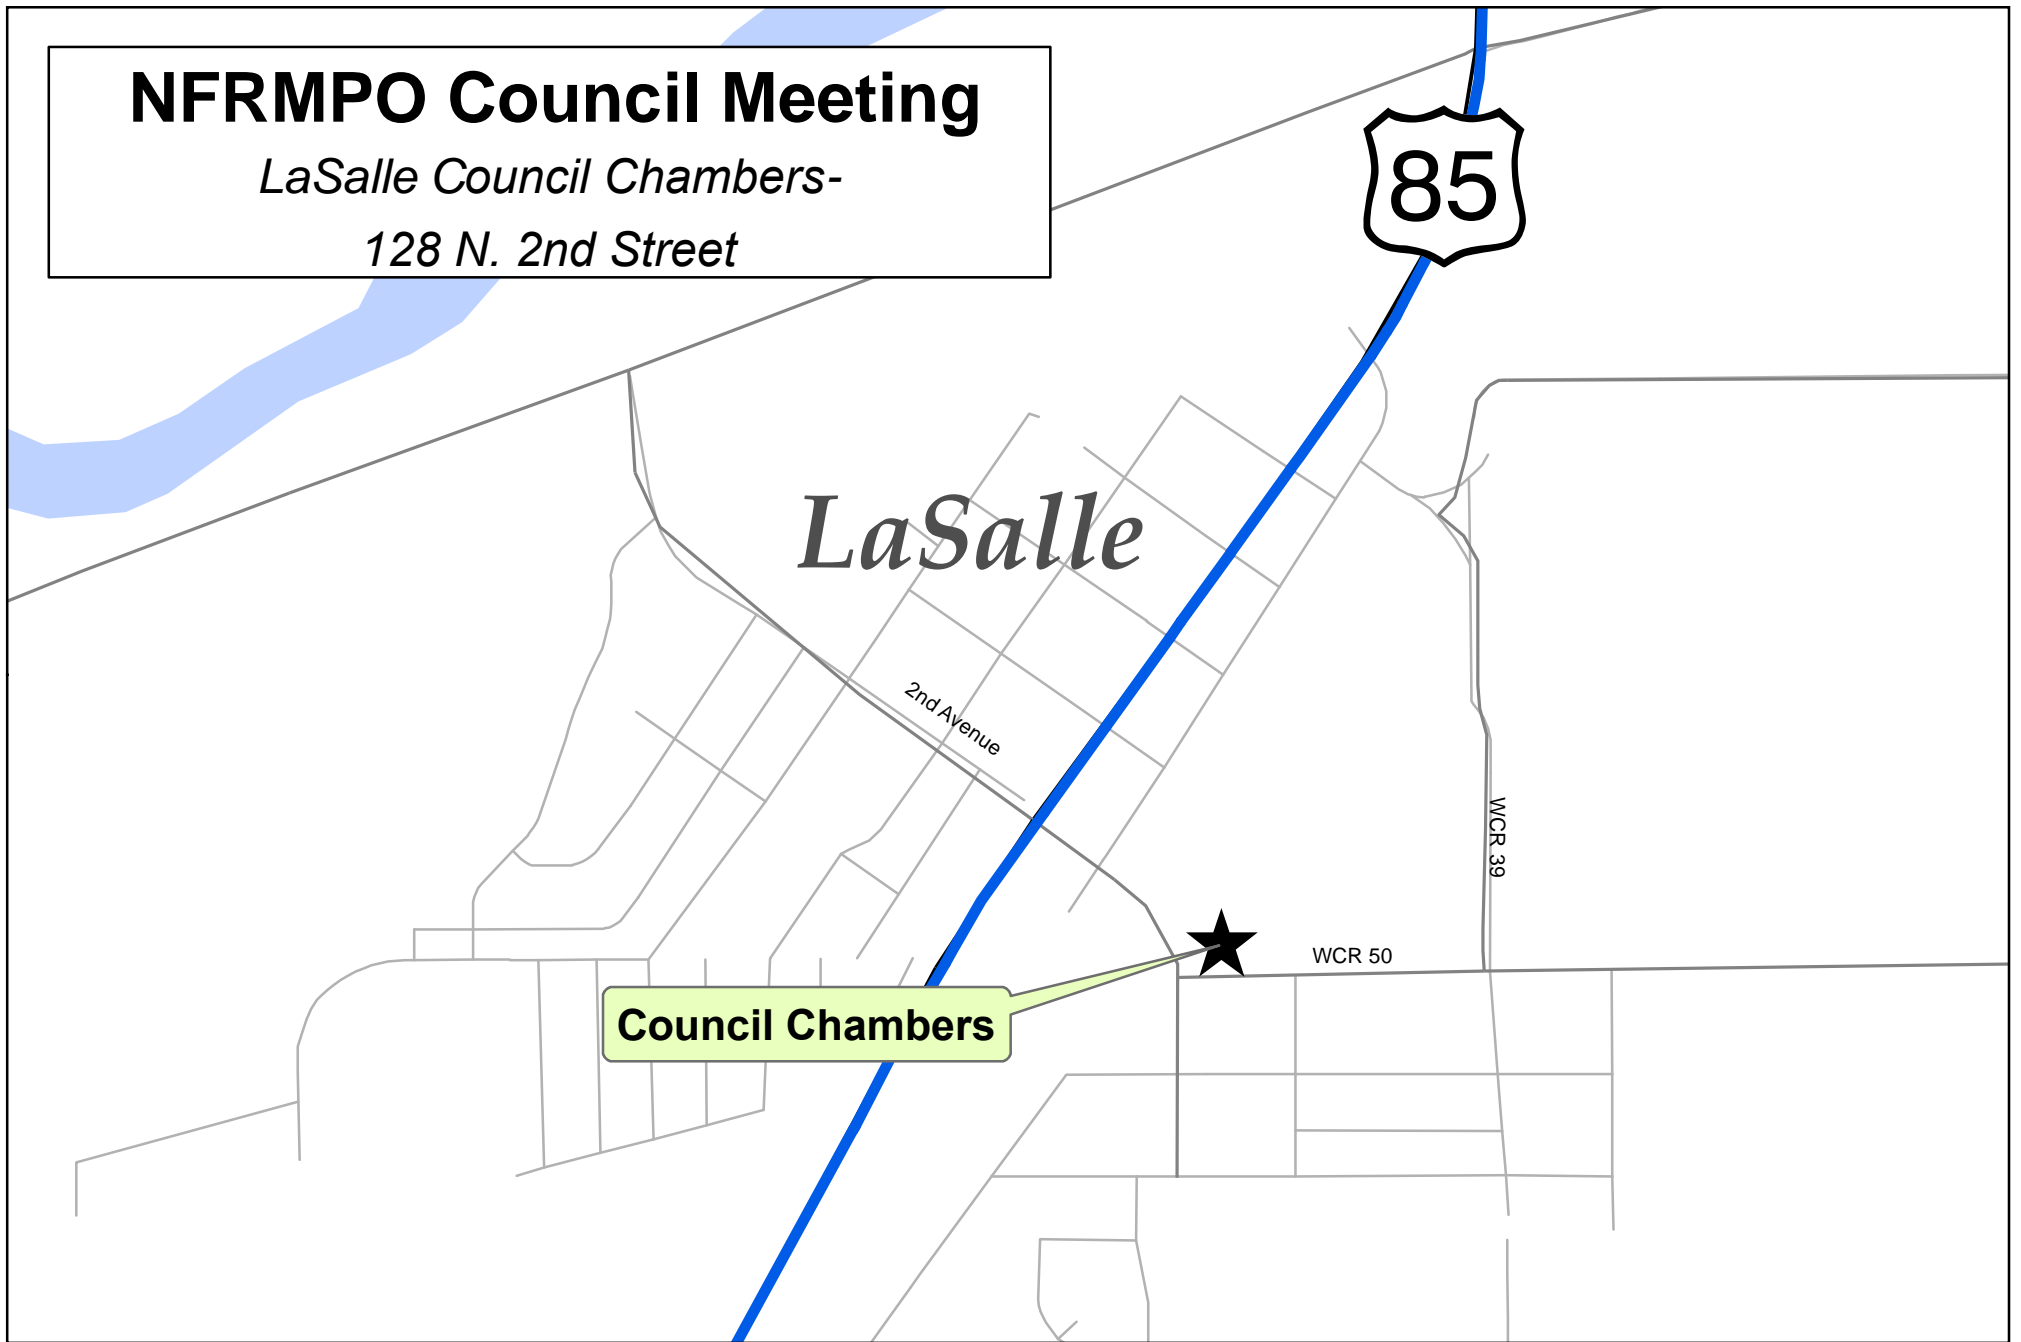 NFRMPO Council Meeting
LaSalle Council Chambers-
128 N. 2nd Street
85
LaSalle
2nd Avenue
WCR 39
WCR 50
Council Chambers